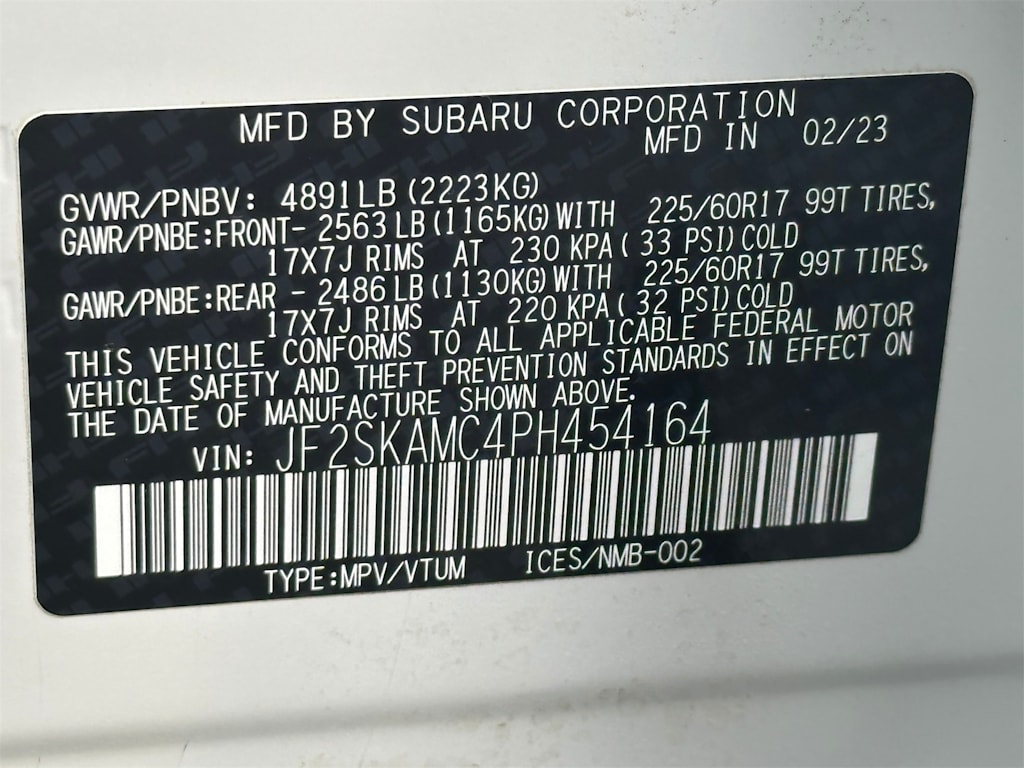 MFD BY SUBARU CORPORATION
MFD IN 02/23
GVWR/PNBV: 4891LB (2223KG)
GAWR/PNBE:FRONT- 2563LB (1165KG) WITH 225/60R17 99T TIRES,
17X7J RIMS AT 230 KPA ( 33 PSI) COLD
GAWR/PNBE:REAR - 2486LB (1130KG) WITH 225/60R17 99T TIRES,
17X7J RIMS AT 220 KPA ( 32 PSI) COLD
THIS VEHICLE CONFORMS TO ALL APPLICABLE FEDERAL MOTOR
VEHICLE SAFETY AND THEFT PREVENTION STANDARDS IN EFFECT ON
THE DATE OF MANUFACTURE SHOWN ABOVE.
VIN: JF2SKAMC4PH454164
TYPE:MPV/VTUM ICES/NMB-002